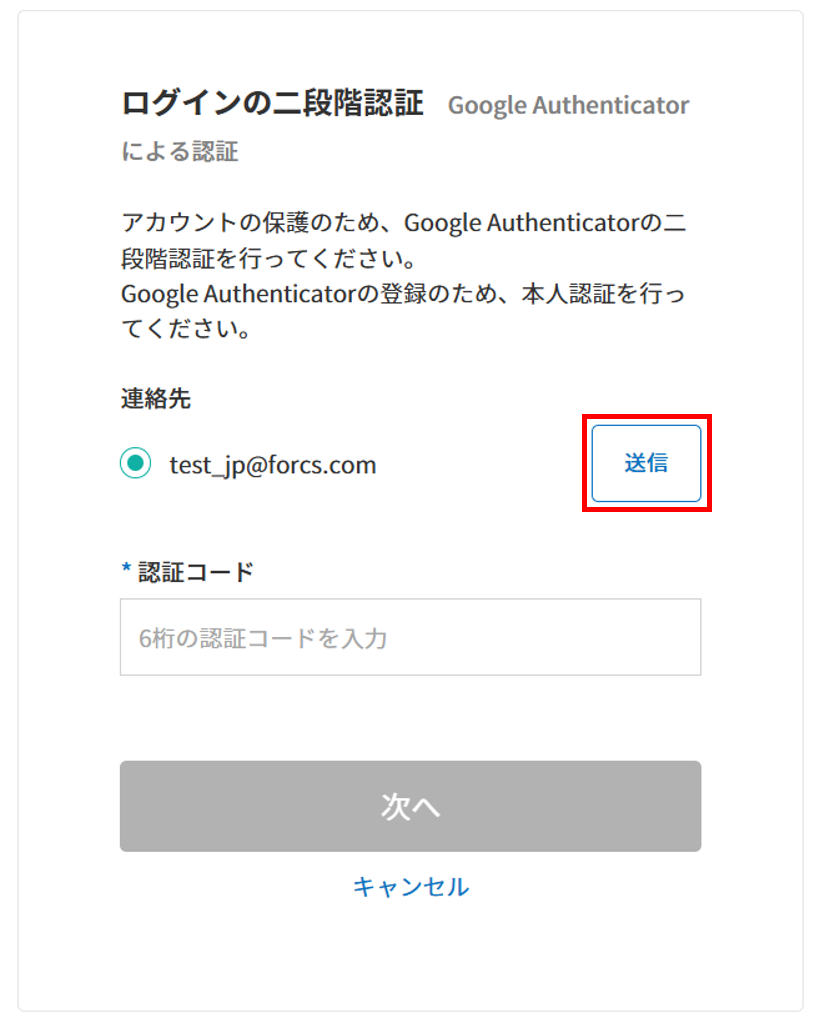 ログインの二段階認証 Google Authenticator
による認証
アカウントの保護のため、Google Authenticatorの二
段階認証を行ってください。
Google Authenticatorの登録のため、本人認証を行っ
てください。
連絡先
test_jp@forcs.com 送信
* 認証コード
6桁の認証コードを入力
次へ
キャンセル